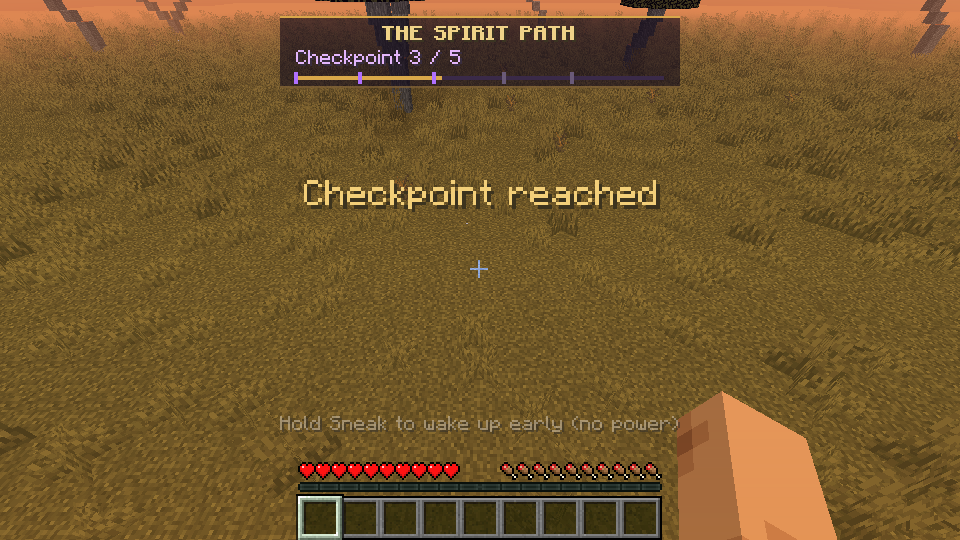 THE SPIRIT PATH
Checkpoint 3 / 5
Checkpoint reached
Hold Sneak to wake up early (no power)